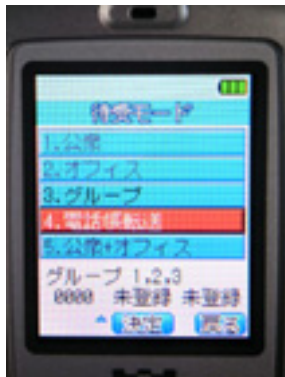 待受モード
1.公衆
2.オフィス
3.グループ
4.電話帳転送
5.公衆+オフィス
グループ 1.2.3
0000 未登録 未登録
決定 戻る